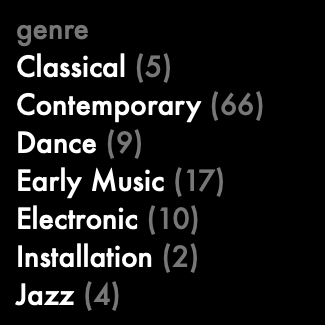 genre
Classical (5)
Contemporary (66)
Dance (9)
Early Music (17)
Electronic (10)
Installation (2)
Jazz (4)